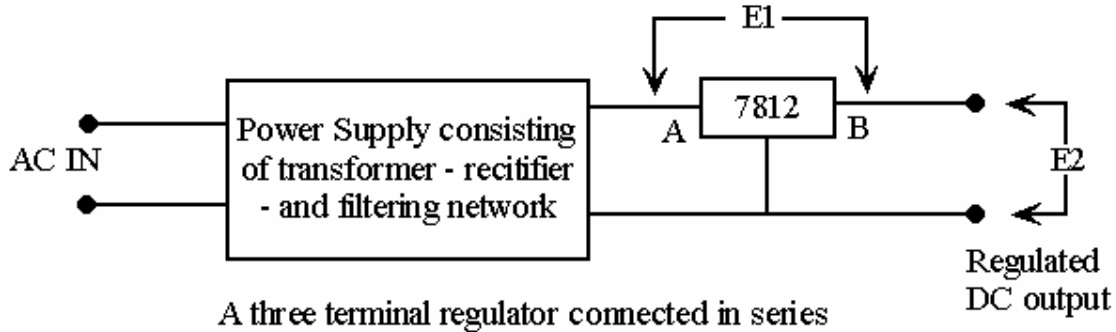 E1
7812
A
B
AC IN
Power Supply consisting
of transformer - recitifier
- and filtering network
E2
Regulated
DC output
A three terminal regulator connected in series